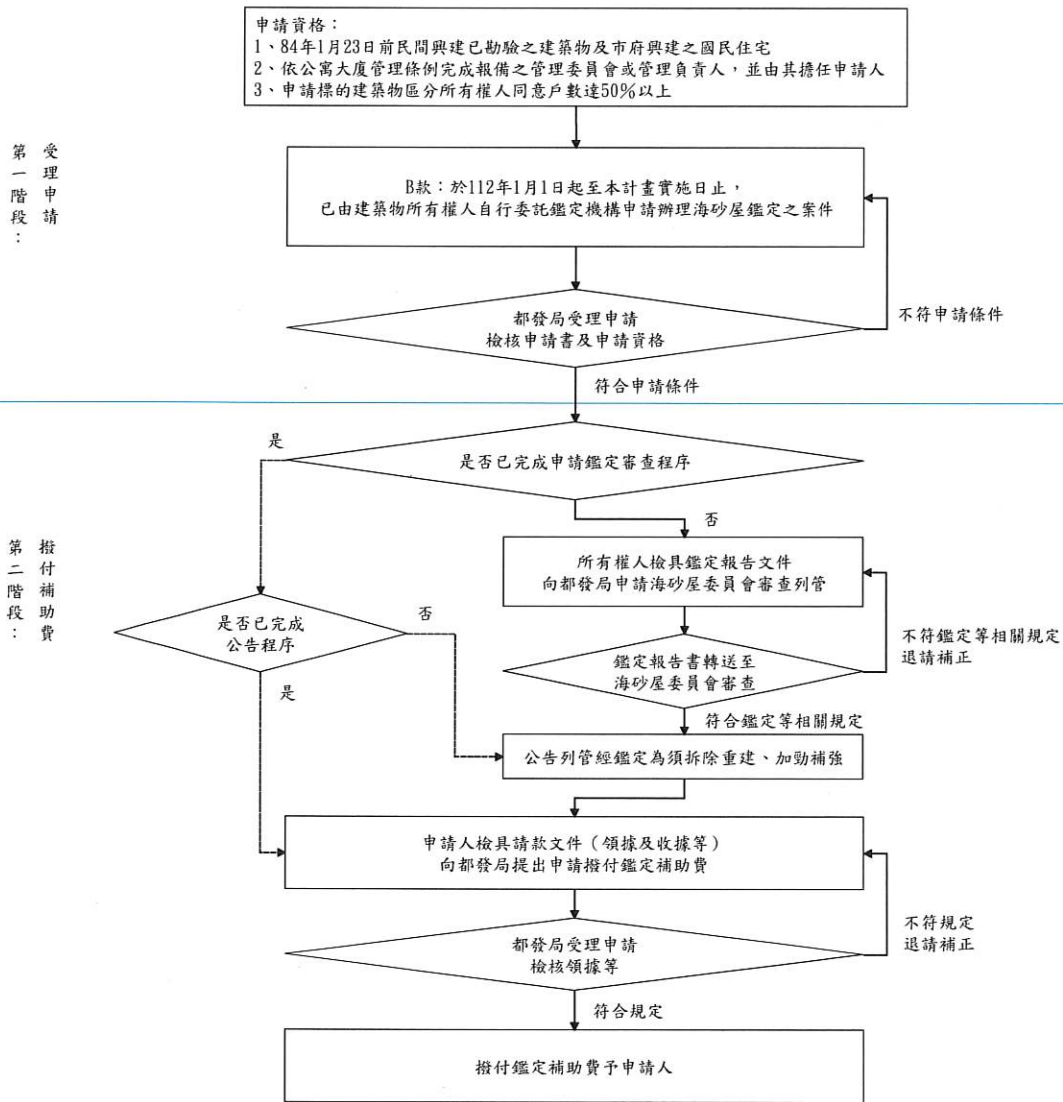 申請資格：
1、84年1月23日前民間興建已勘驗之建築物及市府興建之國民住宅
2、依公寓大廈管理條例完成報備之管理委員會或管理負責人，並由其擔任申請人
3、申請標的建築物區分所有權人同意戶數達50%以上
第一階段：
受理申請
B款：於112年1月1日起至本計畫實施日止，
已由建築物所有權人自行委託鑑定機構申請辦理海砂屋鑑定之案件
都發局受理申請
檢核申請書及申請資格
不符申請條件
符合申請條件
第二階段：
撥付補助費
是否已完成申請鑑定審查程序
是
否
所有權人檢具鑑定報告文件
向都發局申請海砂屋委員會審查列管
是否已完成
公告程序
否
是
鑑定報告書轉送至
海砂屋委員會審查
不符鑑定等相關規定
退請補正
符合鑑定等相關規定
公告列管經鑑定為須拆除重建、加勁補強
申請人檢具請款文件（領據及收據等）
向都發局提出申請撥付鑑定補助費
都發局受理申請
檢核領據等
不符規定
退請補正
符合規定
撥付鑑定補助費予申請人